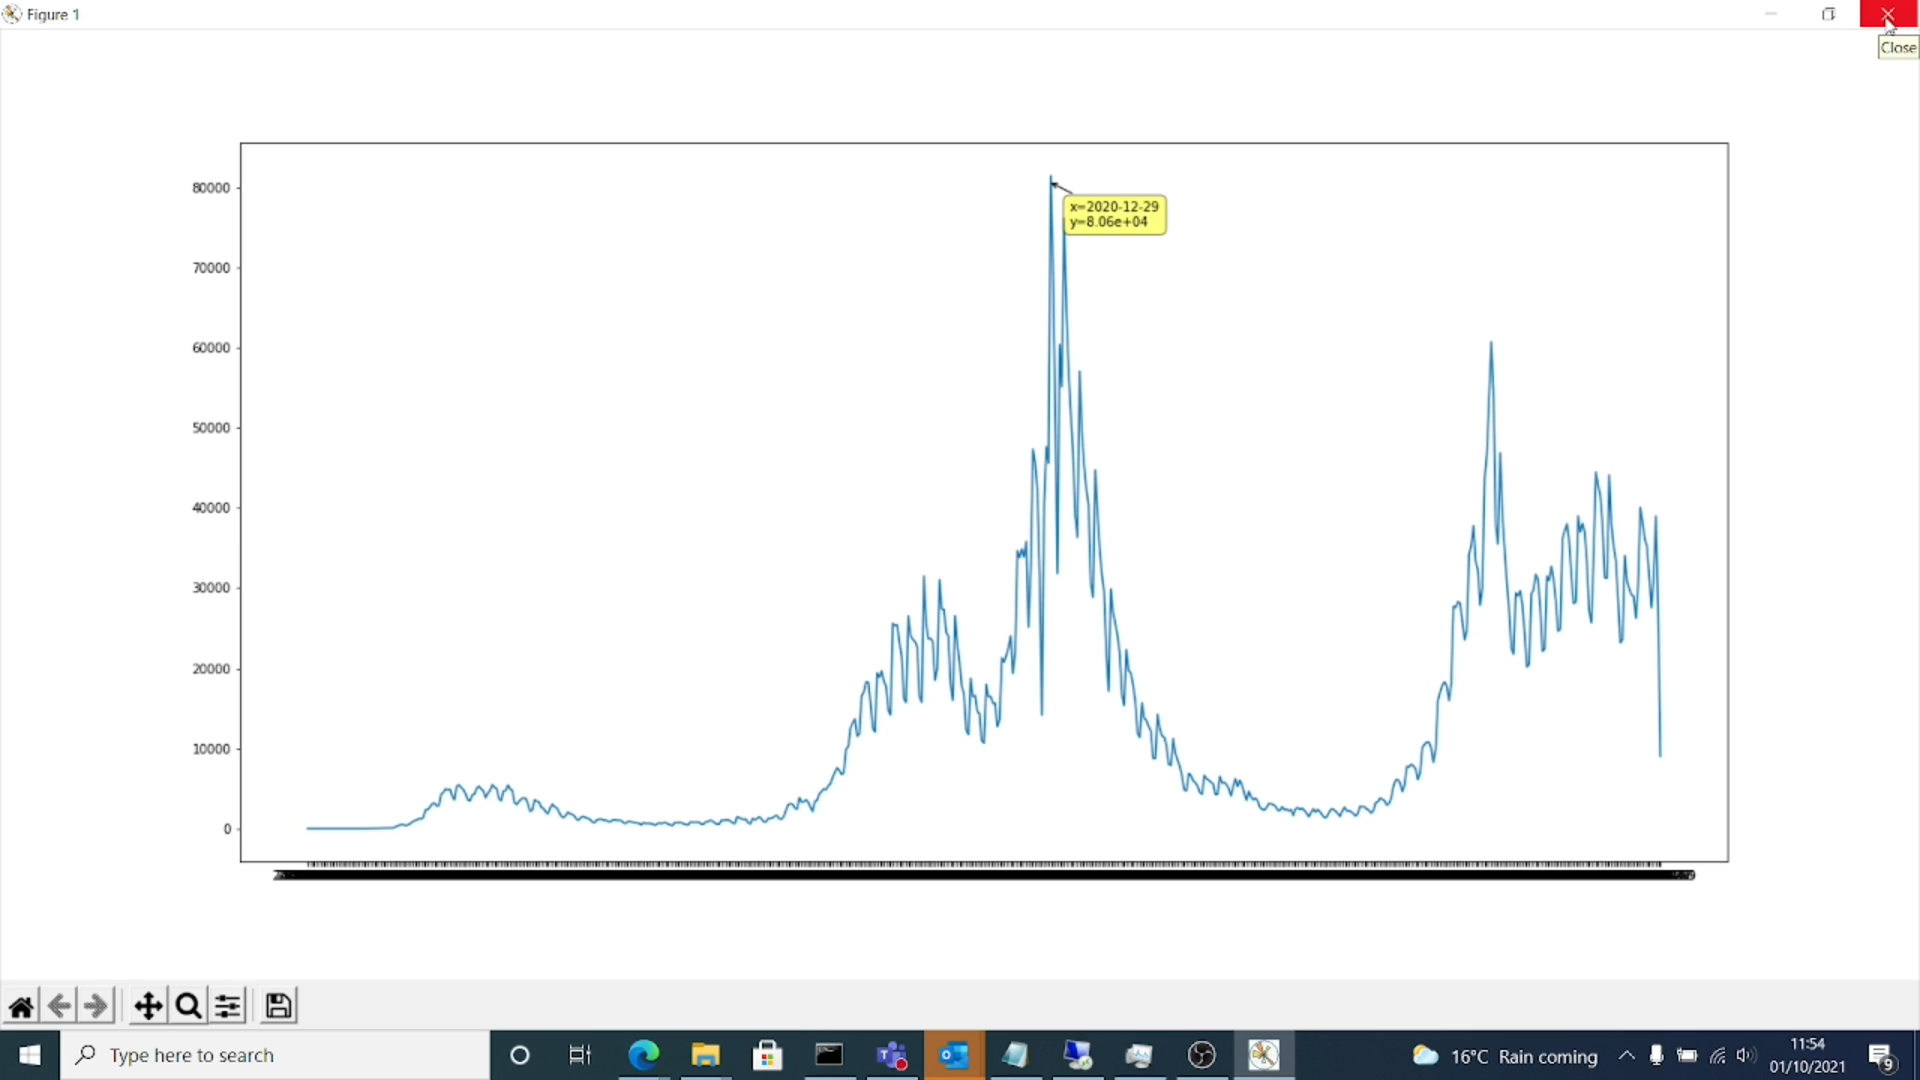 Figure 1
Close
80000
x=2020-12-29
y=8.06e+04
70000
60000
50000
40000
30000
20000
10000
0
Type here to search
16°C Rain coming
11:54
01/10/2021
9